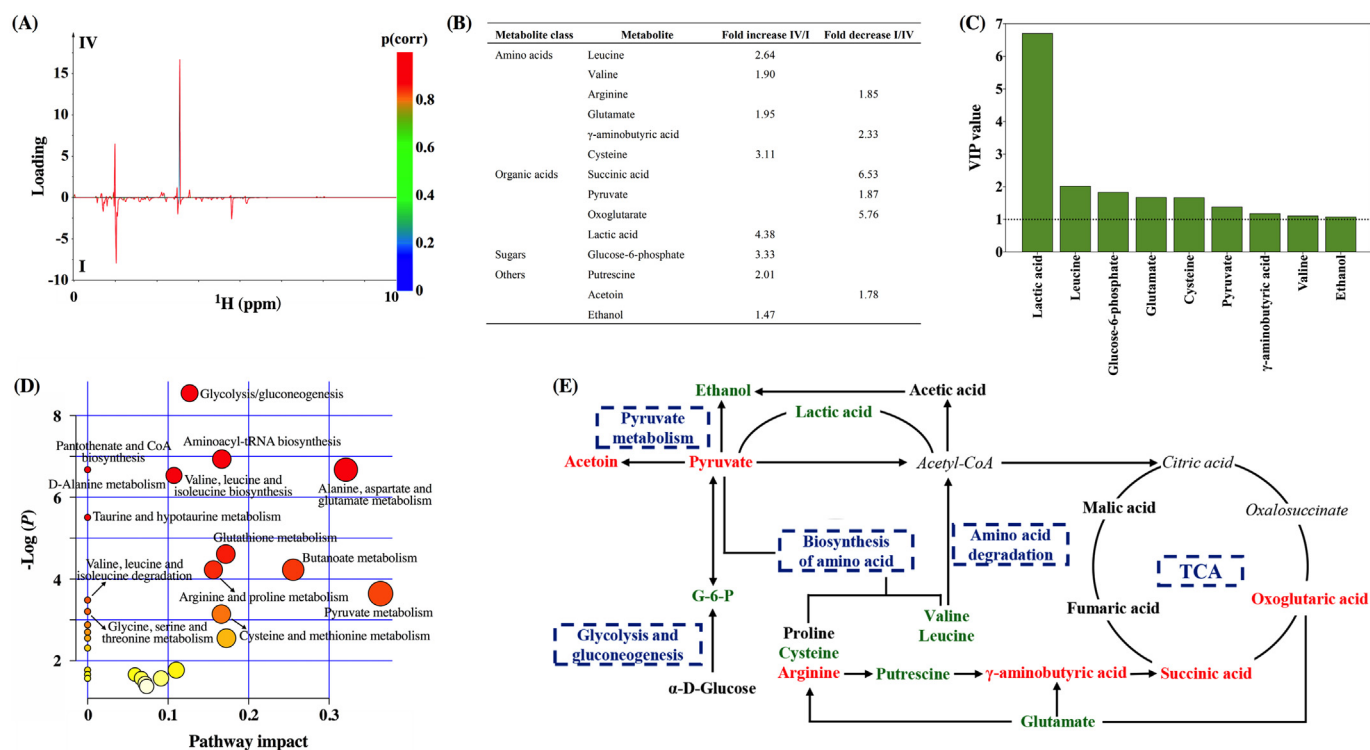 (A)
IV
p(corr)
Loading
15
10
5
0
-5
-10
I
0
¹H (ppm)
10
1
0.8
0.6
0.4
0.2
0
(B)
Metabolite class Metabolite Fold increase IV/I Fold decrease I/IV
Amino acids Leucine 2.64
Valine 1.90
Arginine 1.85
Glutamate 1.95
γ-aminobutyric acid 2.33
Cysteine 3.11
Organic acids Succinic acid 6.53
Pyruvate 1.87
Oxoglutarate 5.76
Lactic acid 4.38
Sugars Glucose-6-phosphate 3.33
Others Putrescine 2.01
Acetoin 1.78
Ethanol 1.47
(C)
VIP value
7
6
5
4
3
2
1
0
Lactic acid
Leucine
Glucose-6-phosphate
Glutamate
Cysteine
Pyruvate
γ-aminobutyric acid
Valine
Ethanol
(D)
-Log (P)
8
6
4
2
Glycolysis/gluconeogenesis
Pantothenate and CoA
biosynthesis
Aminoacyl-tRNA biosynthesis
D-Alanine metabolism
Valine, leucine and
isoleucine biosynthesis
Alanine, aspartate and
glutamate metabolism
Taurine and hypotaurine metabolism
Glutathione metabolism
Valine, leucine and
isoleucine degradation
Butanoate metabolism
Arginine and proline metabolism
Pyruvate metabolism
Glycine, serine and
threonine metabolism
Cysteine and methionine metabolism
0
0.1
0.2
0.3
Pathway impact
(E)
Ethanol
Acetic acid
Lactic acid
Pyruvate
metabolism
Acetoin
Pyruvate
Acetyl-CoA
Citric acid
Malic acid
Oxalosuccinate
Biosynthesis
of amino acid
Amino acid
degradation
TCA
G-6-P
Valine
Leucine
Fumaric acid
Oxoglutaric acid
Glycolysis and
gluconeogenesis
Proline
Cysteine
Arginine
Putrescine
γ-aminobutyric acid
Succinic acid
α-D-Glucose
Glutamate